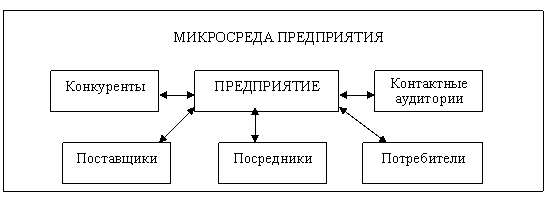 МИКРОСРЕДА ПРЕДПРИЯТИЯ
Конкуренты
ПРЕДПРИЯТИЕ
Контактные
аудитории
Поставщики
Посредники
Потребители